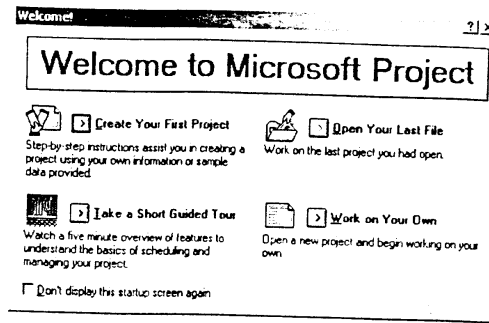 Welcome!
Welcome to Microsoft Project
Create Your First Project
Step-by-step instructions assist you in creating a
project using your own information or sample
data provided.
Open Your Last File
Work on the last project you had open.
Take a Short Guided Tour
Watch a five minute overview of features to
understand the basics of scheduling and
managing your project.
Work on Your Own
Open a new project and begin working on your
own
Don't display this startup screen again